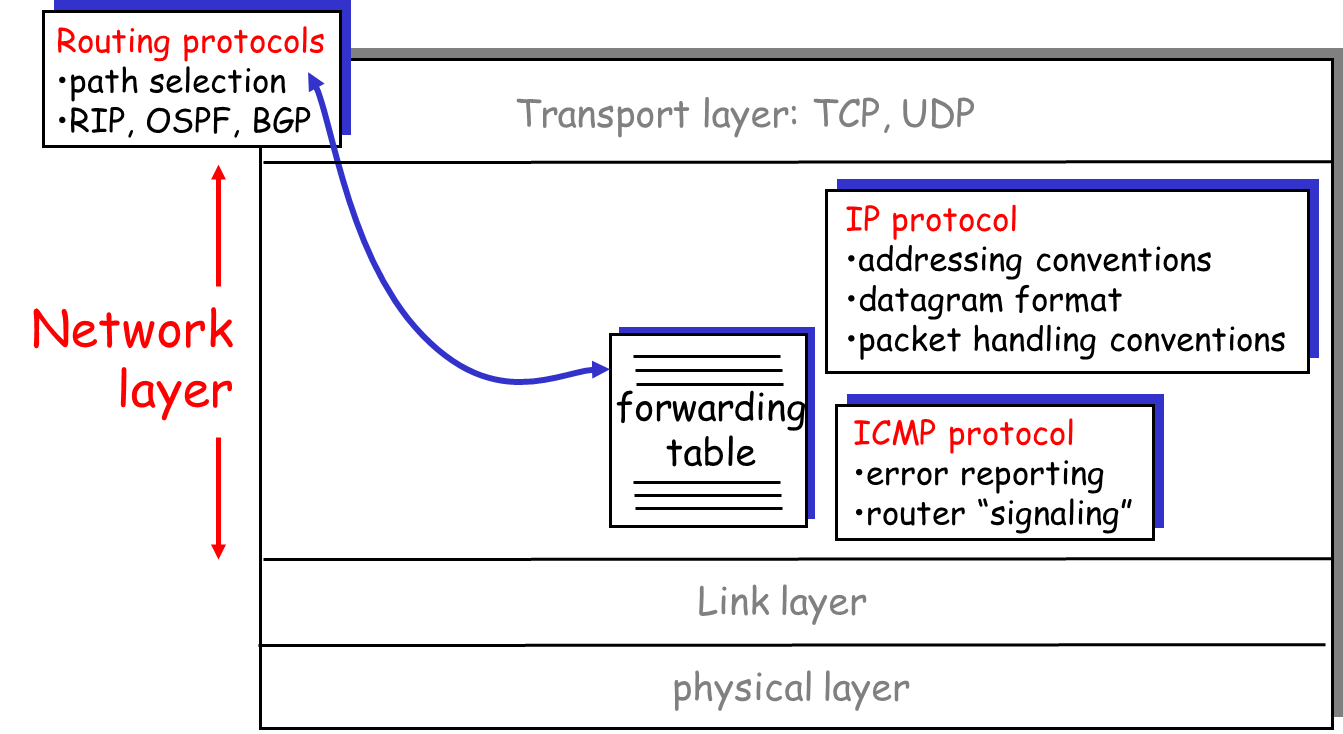 Routing protocols
•path selection
•RIP, OSPF, BGP
Transport layer: TCP, UDP
Network
layer
IP protocol
•addressing conventions
•datagram format
•packet handling conventions
forwarding
table
ICMP protocol
•error reporting
•router “signaling”
Link layer
physical layer